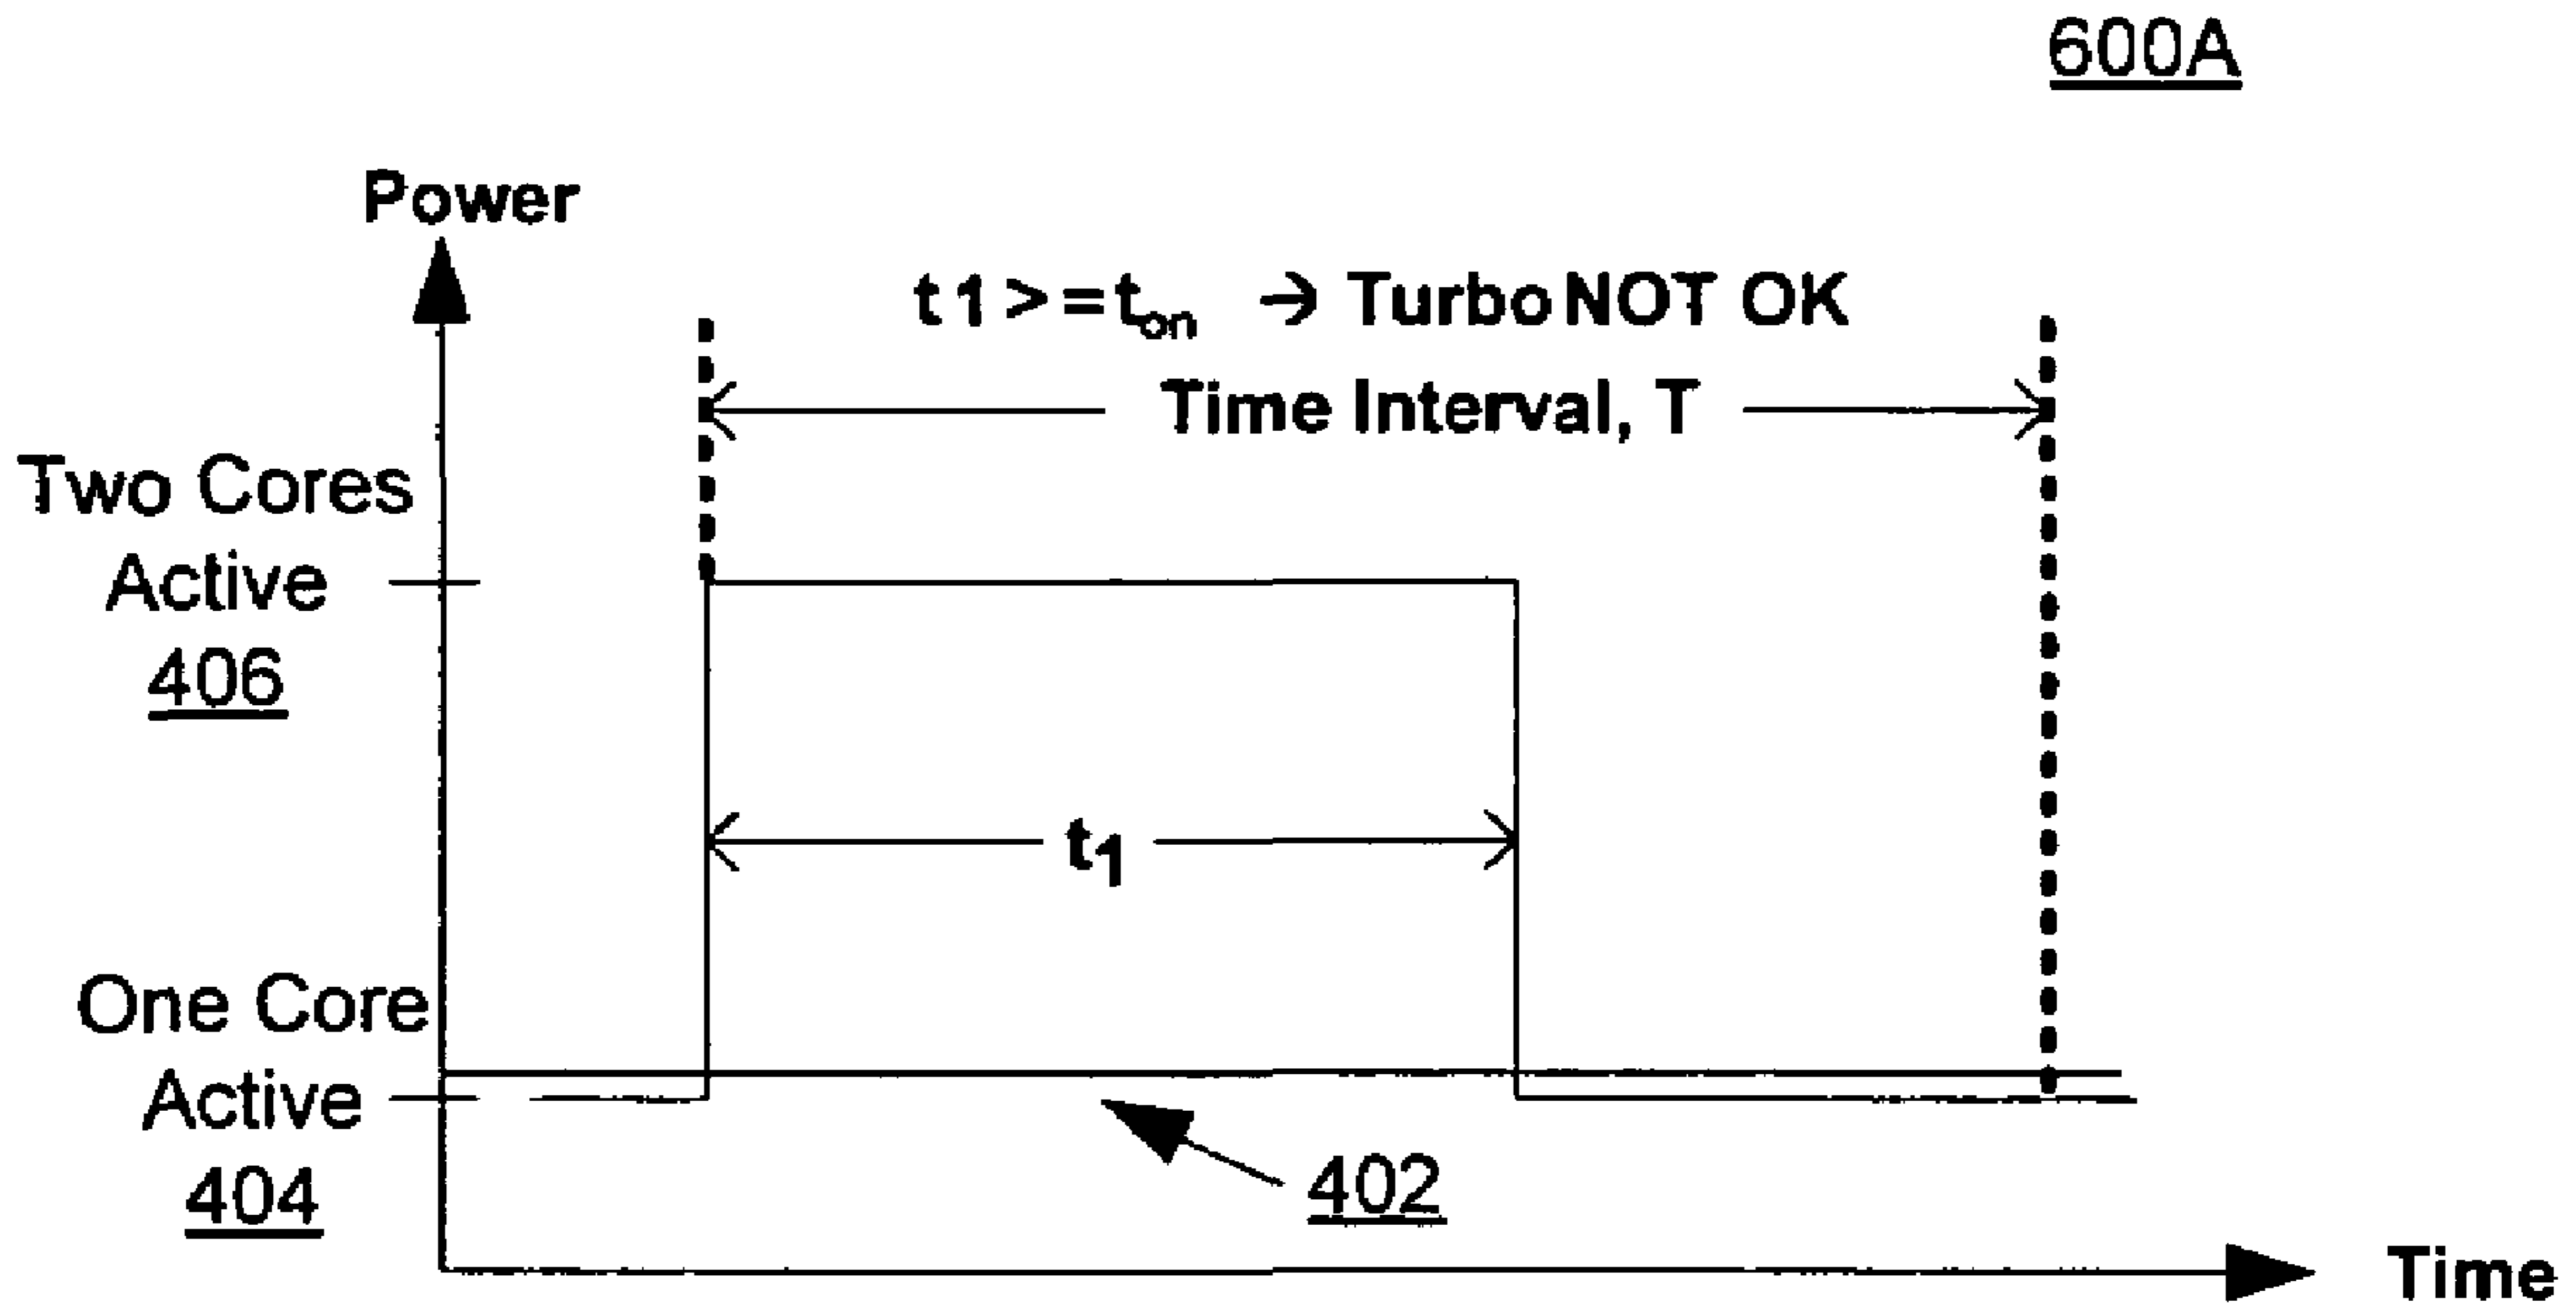 600A
Power
t1>=ton → Turbo NOT OK
Time Interval, T
Two Cores
Active
406
t1
One Core
Active
404
402
Time